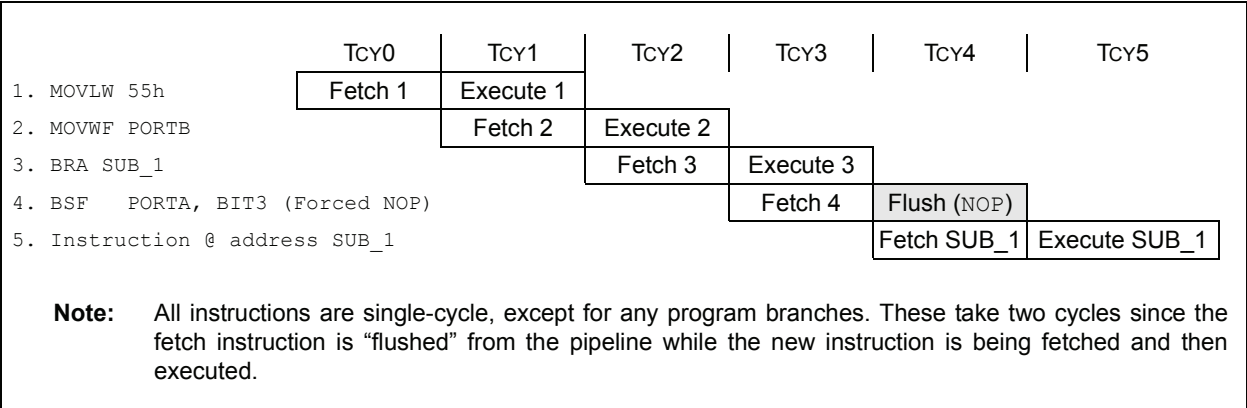 TCY0 TCY1 TCY2 TCY3 TCY4 TCY5
1. MOVLW 55h Fetch 1 Execute 1
2. MOVWF PORTB Fetch 2 Execute 2
3. BRA SUB_1 Fetch 3 Execute 3
4. BSF PORTA, BIT3 (Forced NOP) Fetch 4 Flush (NOP)
5. Instruction @ address SUB_1 Fetch SUB_1 Execute SUB_1
Note: All instructions are single-cycle, except for any program branches. These take two cycles since the
fetch instruction is “flushed” from the pipeline while the new instruction is being fetched and then
executed.